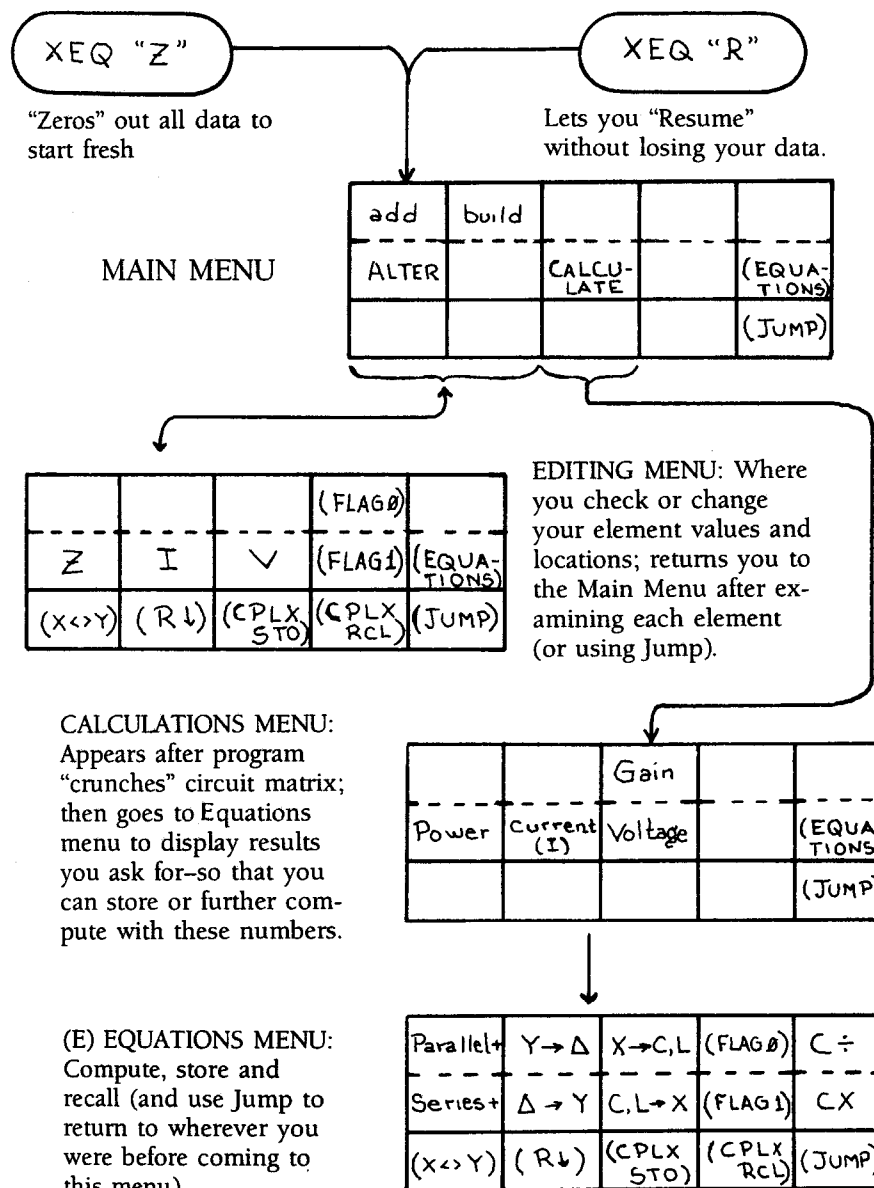 XEQ "Z"
XEQ "R"
"Zeros" out all data to
start fresh
Lets you "Resume"
without losing your data.
MAIN MENU
add build
ALTER CALCU-
LATE (EQUA-
TIONS)
(JUMP)
(FLAG0)
Z I V (FLAG1) (EQUA-
TIONS)
(X<>Y) (R↓) (CPLX
STO) (CPLX
RCL) (JUMP)
EDITING MENU: Where
you check or change
your element values and
locations; returns you to
the Main Menu after ex-
amining each element
(or using Jump).
CALCULATIONS MENU:
Appears after program
"crunches" circuit matrix;
then goes to Equations
menu to display results
you ask for–so that you
can store or further com-
pute with these numbers.
Gain
Power Current
(I) Voltage (EQUA
TIONS
(JUMP)
(E) EQUATIONS MENU:
Compute, store and
recall (and use Jump to
return to wherever you
were before coming to
this menu)
Parallel+ Y→Δ X→C,L (FLAG0) C÷
Series+ Δ→Y C,L→X (FLAG1) CX
(X<>Y) (R↓) (CPLX
STO) (CPLX
RCL) (JUMP)